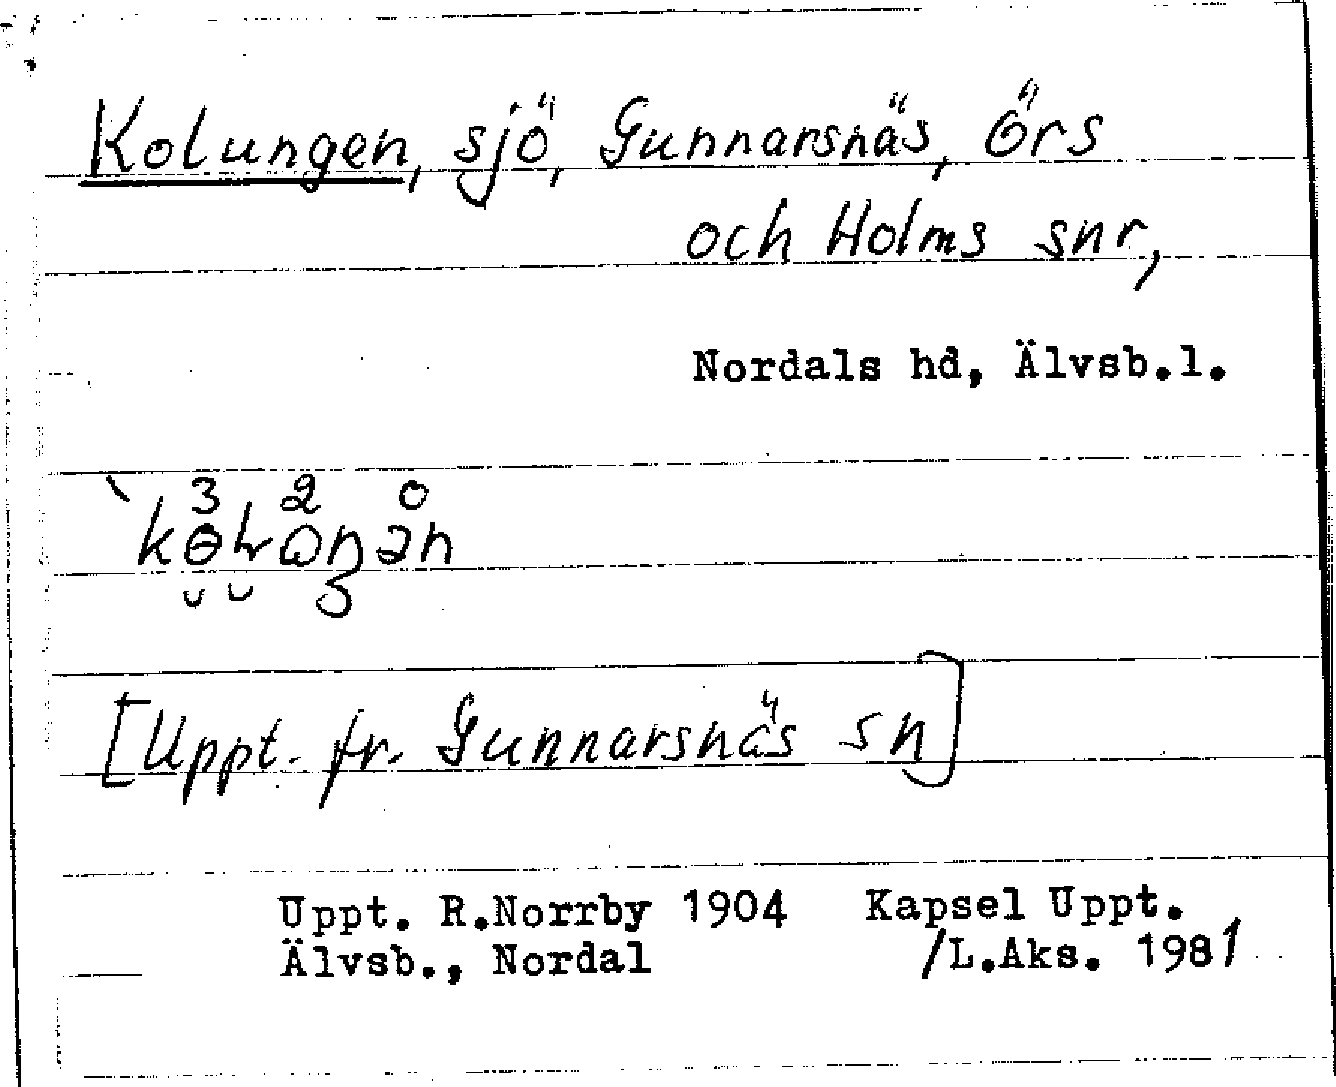 Kolungen, sjö, Gunnarsnäs, Örs
och Holms snr,
Nordals hd, Älvsb.l.
[Uppt. fr. Gunnarsnäs sn]
Uppt. R.Norrby 1904 Kapsel Uppt.
Älvsb., Nordal /L.Aks. 1981